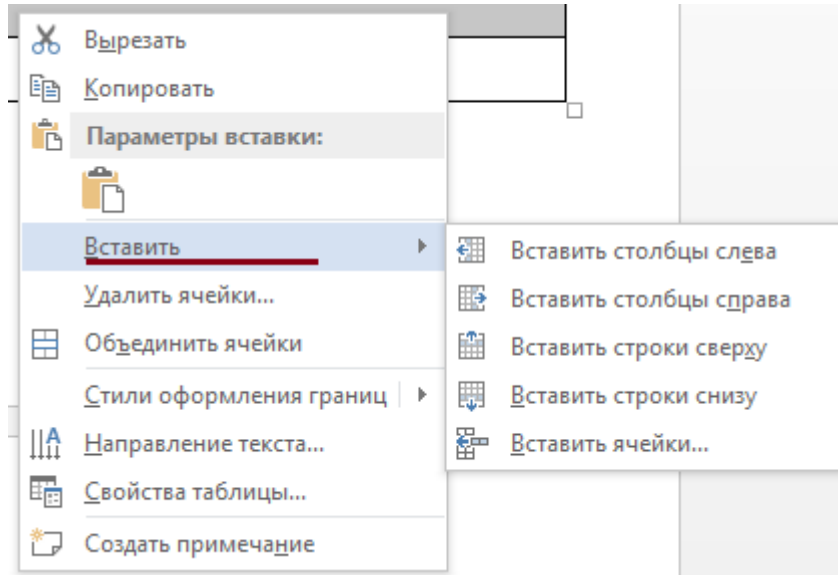 Вырезать
Копировать
Параметры вставки:
Вставить
Удалить ячейки...
Объединить ячейки
Стили оформления границ
Направление текста...
Свойства таблицы...
Создать примечание
Вставить столбцы слева
Вставить столбцы справа
Вставить строки сверху
Вставить строки снизу
Вставить ячейки...